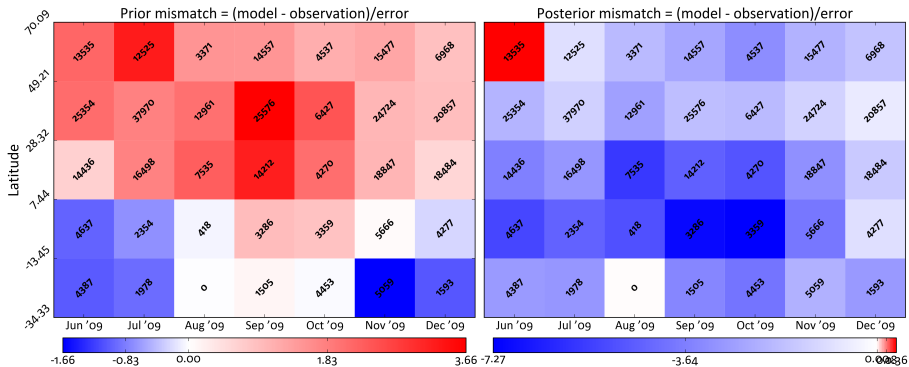 Prior mismatch = (model - observation)/error
Posterior mismatch = (model - observation)/error
Latitude
70.09
49.21
28.32
7.44
-13.45
-34.33
13535 12525 3371 14557 4537 15477 6968
25354 37970 12961 25576 6427 24724 20857
14436 16498 7535 14212 4270 18847 18484
4637 2354 418 3286 3359 5666 4277
4387 1978 0 1505 4453 5059 1593
Jun '09 Jul '09 Aug '09 Sep '09 Oct '09 Nov '09 Dec '09
-1.66 -0.83 0.00 1.83 3.66
13535 12525 3371 14557 4537 15477 6968
25354 37970 12961 25576 6427 24724 20857
14436 16498 7535 14212 4270 18847 18484
4637 2354 418 3286 3359 5666 4277
4387 1978 0 1505 4453 5059 1593
Jun '09 Jul '09 Aug '09 Sep '09 Oct '09 Nov '09 Dec '09
-7.27 -3.64